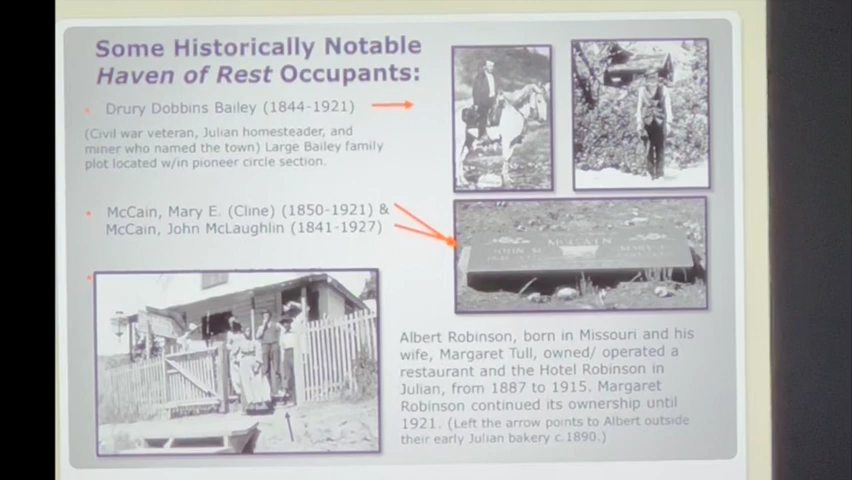 Some Historically Notable
Haven of Rest Occupants:
Drury Dobbins Bailey (1844-1921)
(Civil war veteran, Julian homesteader, and
miner who named the town) Large Bailey family
plot located w/in pioneer circle section.
McCain, Mary E. (Cline) (1850-1921) &
McCain, John McLaughlin (1841-1927)
Albert Robinson, born in Missouri and his
wife, Margaret Tull, owned/ operated a
restaurant and the Hotel Robinson in
Julian, from 1887 to 1915. Margaret
Robinson continued its ownership until
1921. (Left the arrow points to Albert outside
their early Julian bakery c.1890.)